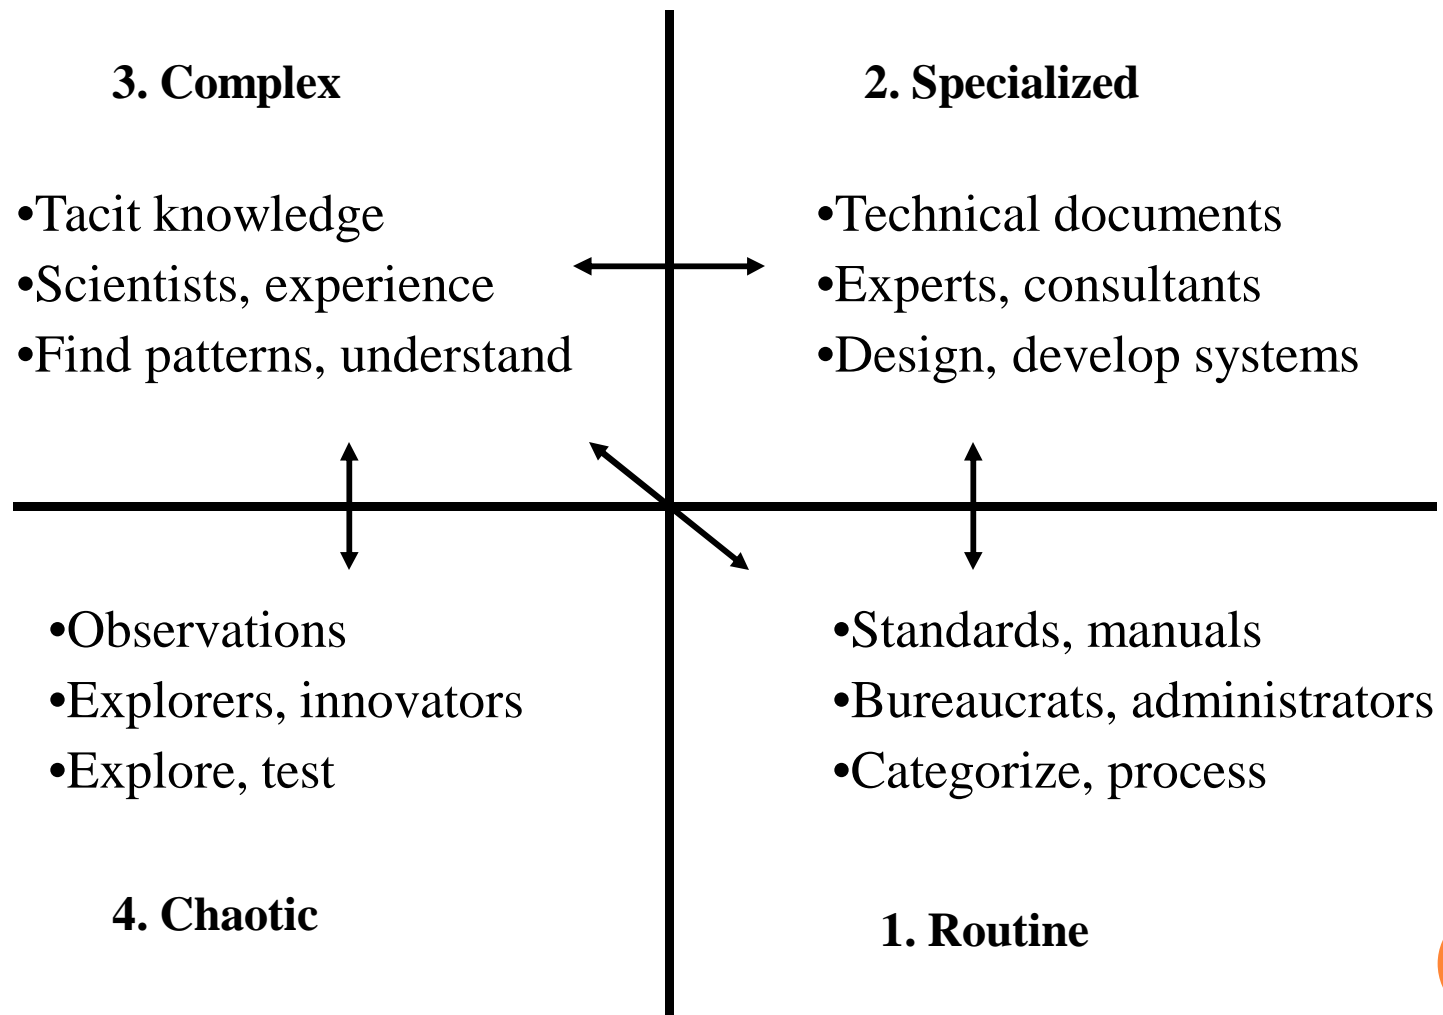 3. Complex
•Tacit knowledge
•Scientists, experience
•Find patterns, understand
2. Specialized
•Technical documents
•Experts, consultants
•Design, develop systems
•Observations
•Explorers, innovators
•Explore, test
4. Chaotic
•Standards, manuals
•Bureaucrats, administrators
•Categorize, process
1. Routine